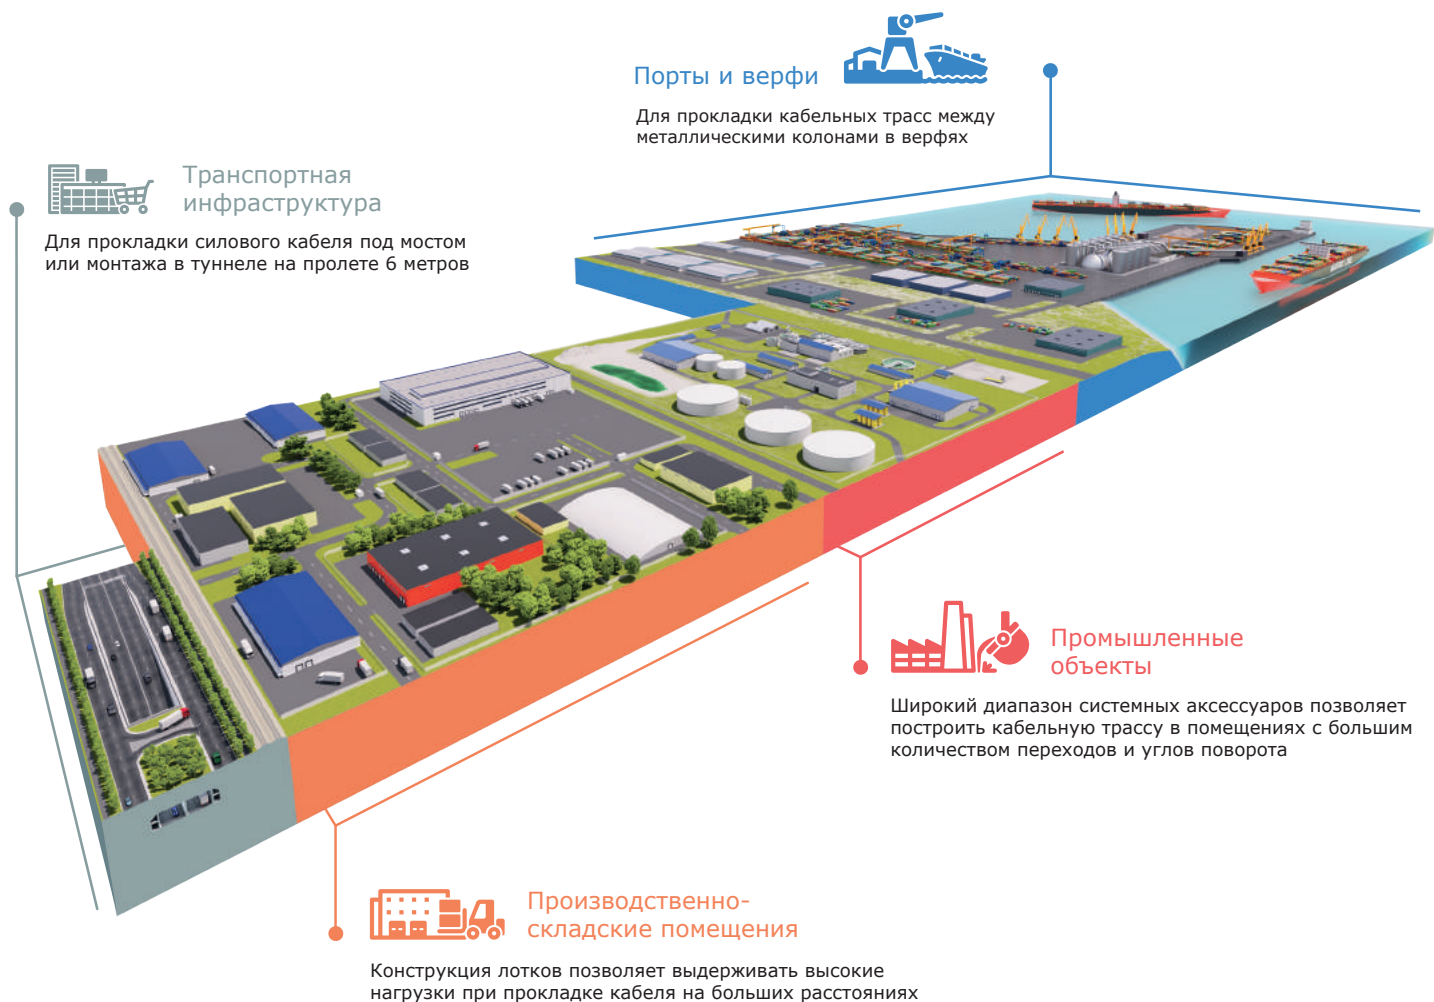 Порты и верфи
Для прокладки кабельных трасс между
металлическими колонами в верфях
Транспортная
инфраструктура
Для прокладки силового кабеля под мостом
или монтажа в туннеле на пролете 6 метров
Промышленные
объекты
Широкий диапазон системных аксессуаров позволяет
построить кабельную трассу в помещениях с большим
количеством переходов и углов поворота
Производственно-
складские помещения
Конструкция лотков позволяет выдерживать высокие
нагрузки при прокладке кабеля на больших расстояниях